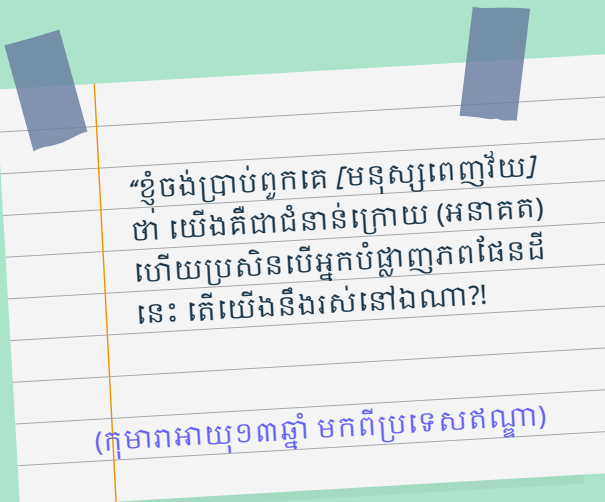 “ខ្ញុំចង់ប្រាប់ពួកគេ [មនុស្សពេញវ័យ]
ថា យើងគឺជាជំនាន់ក្រោយ (អនាគត)
ហើយប្រសិនបើអ្នកបំផ្លាញភពផែនដី
នេះ តើយើងនឹងរស់នៅឯណា?!
(កុមារាអាយុ១៣ឆ្នាំ មកពីប្រទេសឥណ្ឌា)